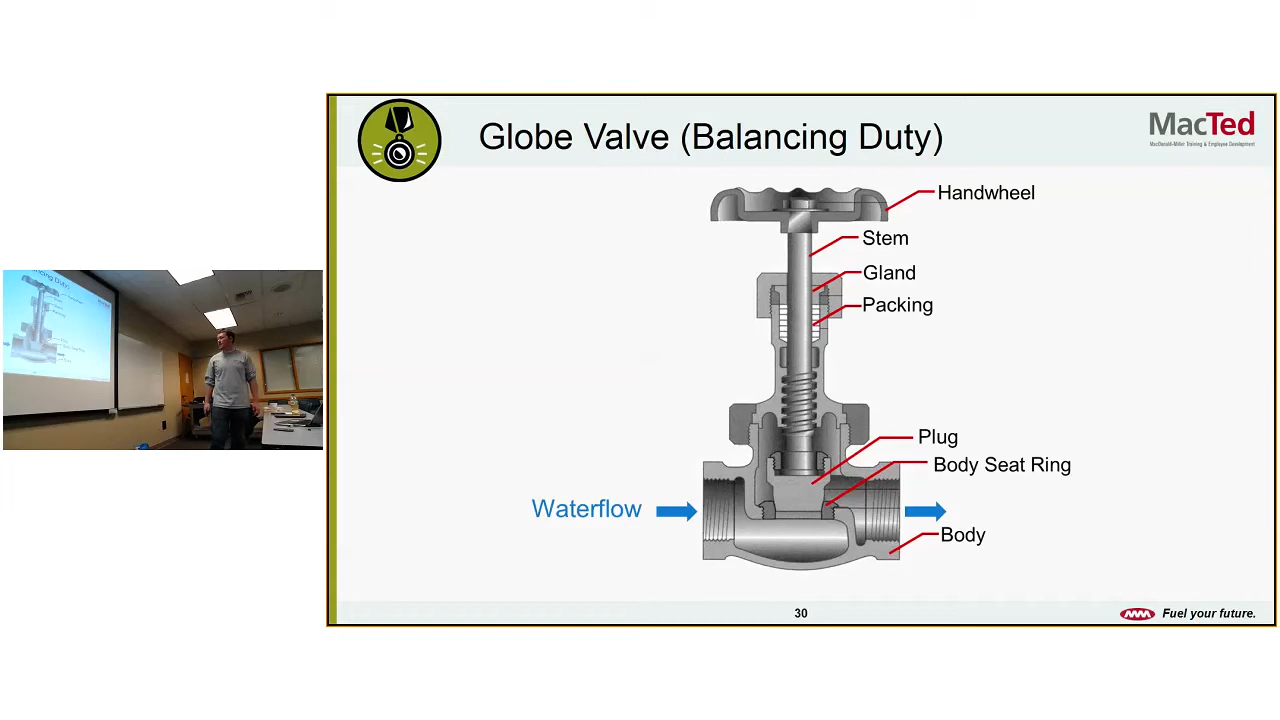 Globe Valve (Balancing Duty)
MacTed
MacDonald-Miller Training & Employee Development
Handwheel
Stem
Gland
Packing
Plug
Body Seat Ring
Waterflow
Body
30
Fuel your future.